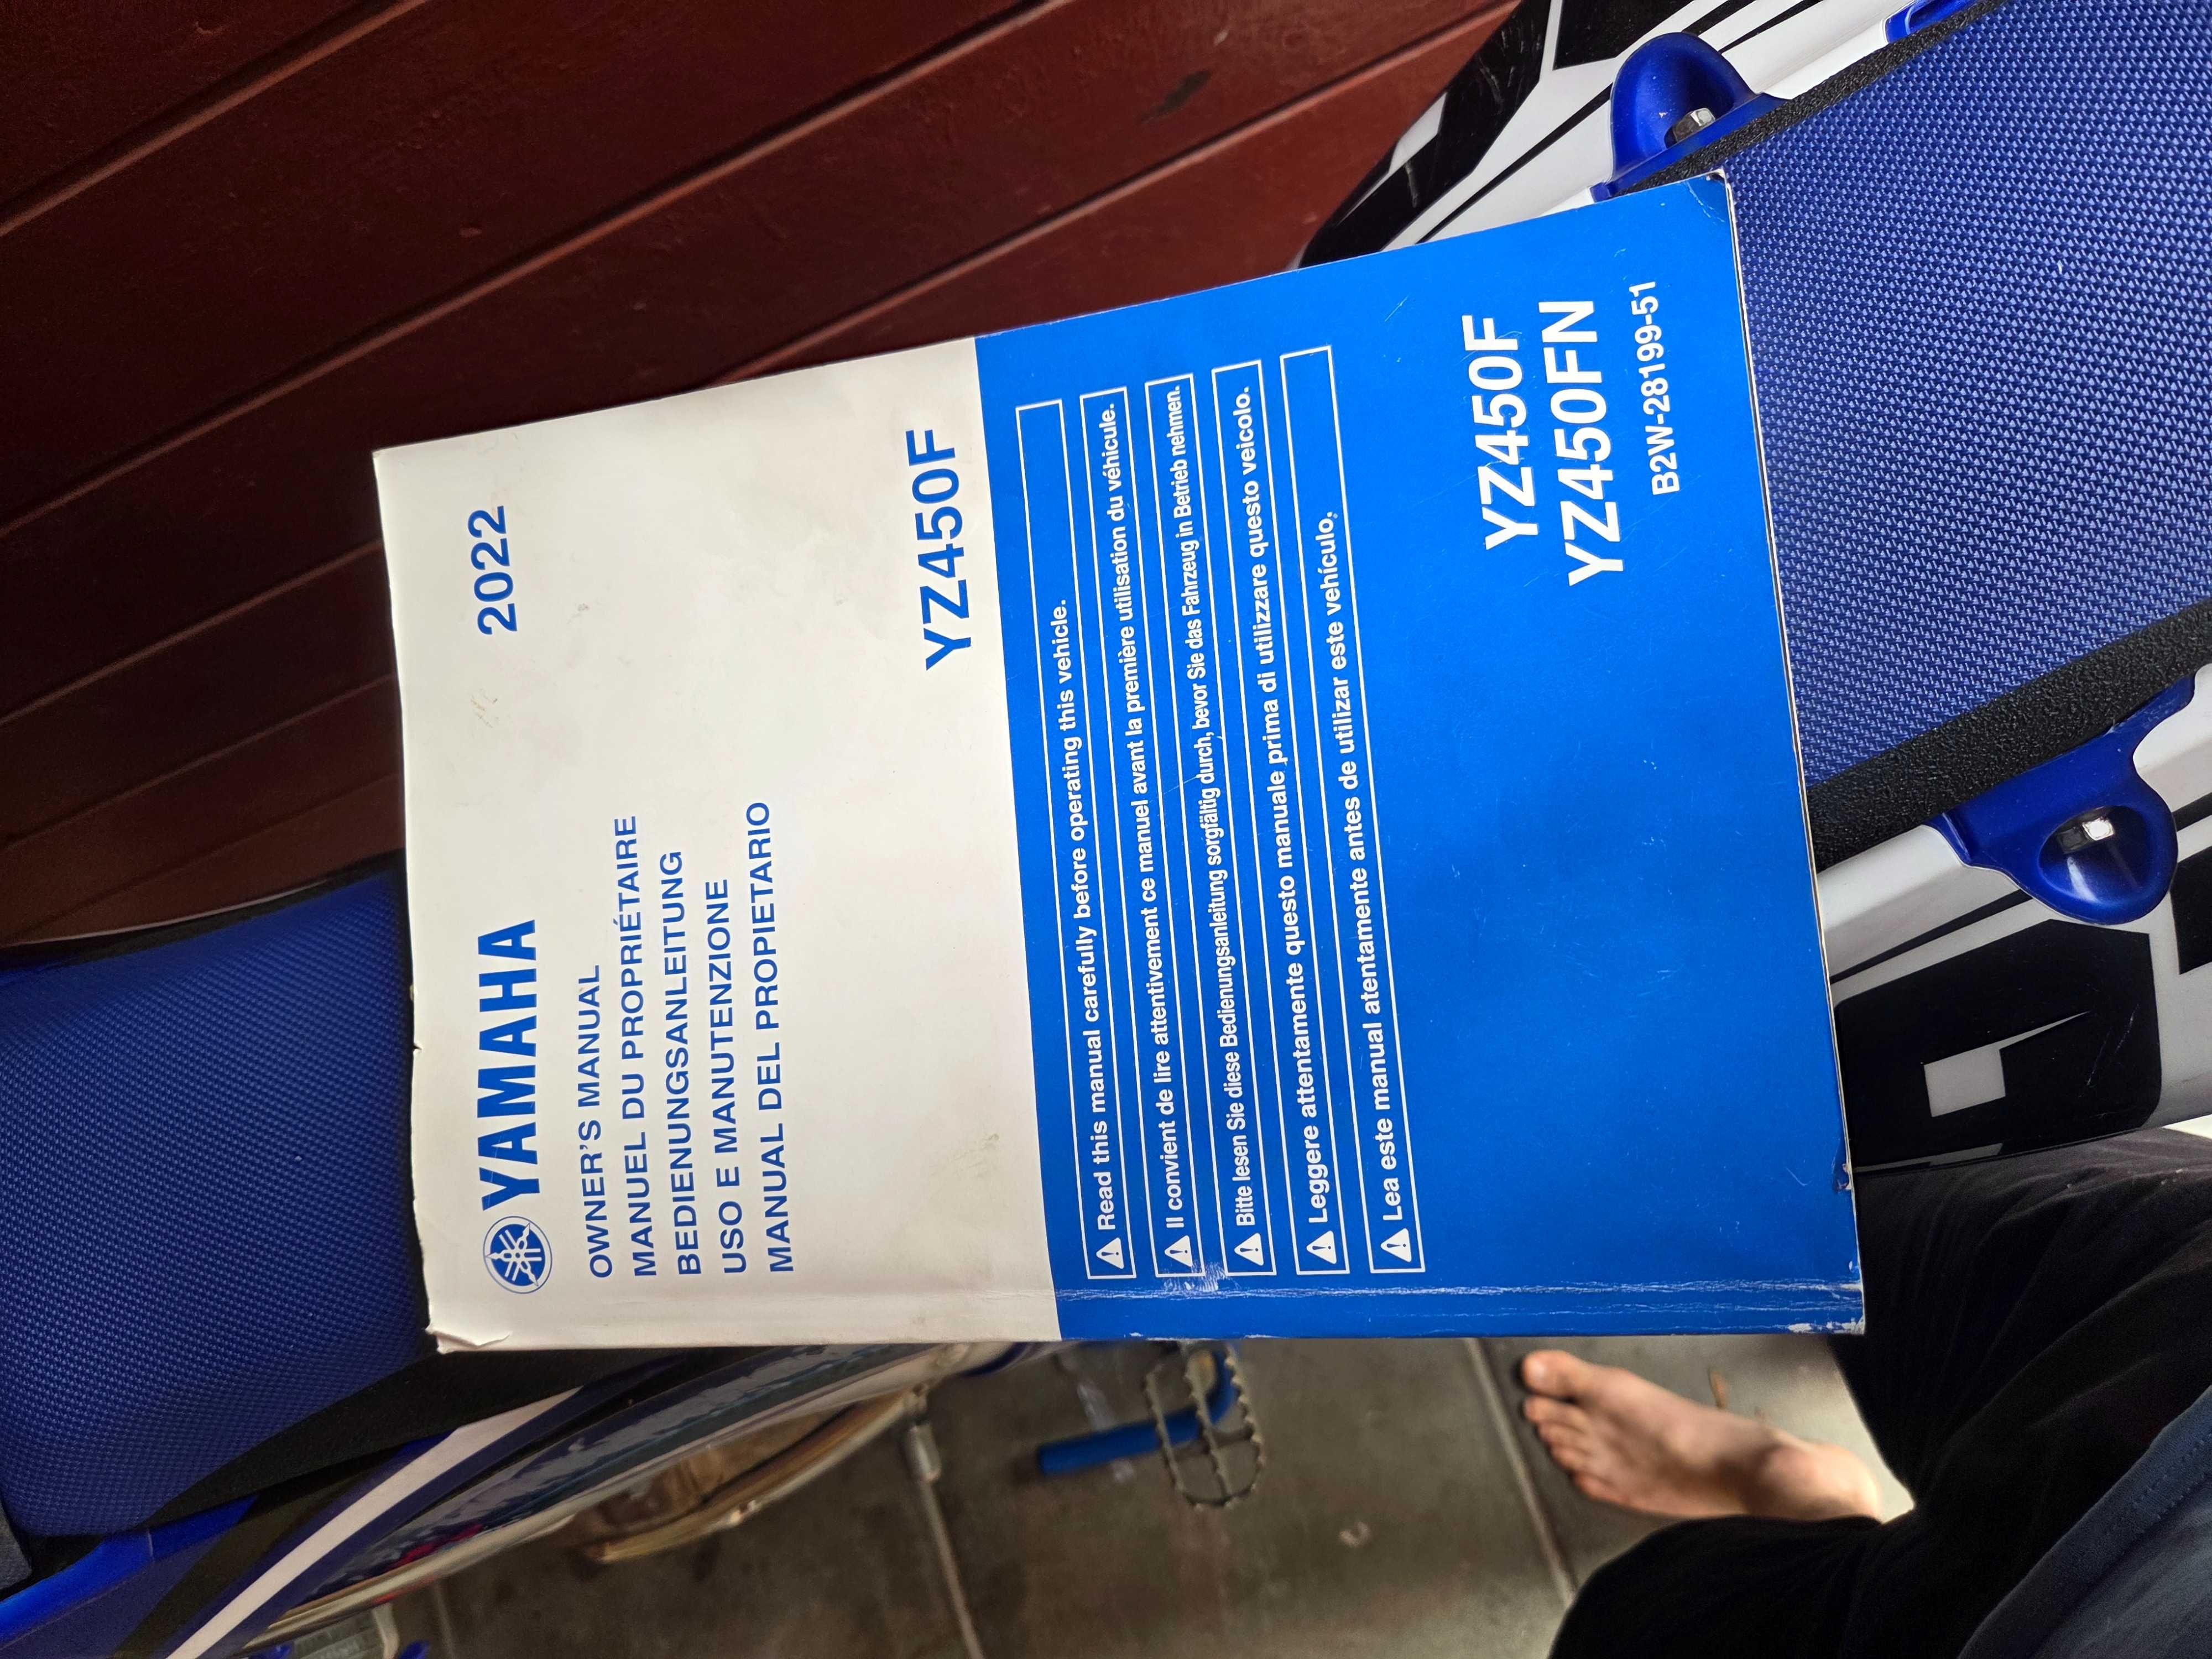 YAMAHA
2022
OWNER'S MANUAL
MANUEL DU PROPRIÉTAIRE
BEDIENUNGSANLEITUNG
USO E MANUTENZIONE
MANUAL DEL PROPIETARIO
YZ450F
Read this manual carefully before operating this vehicle.
Il convient de lire attentivement ce manuel avant la première utilisation du véhicule.
Bitte lesen Sie diese Bedienungsanleitung sorgfältig durch, bevor Sie das Fahrzeug in Betrieb nehmen.
Leggere attentamente questo manuale prima di utilizzare questo veicolo.
Lea este manual atentamente antes de utilizar este vehículo.
YZ450F
YZ450FN
B2W-28199-51